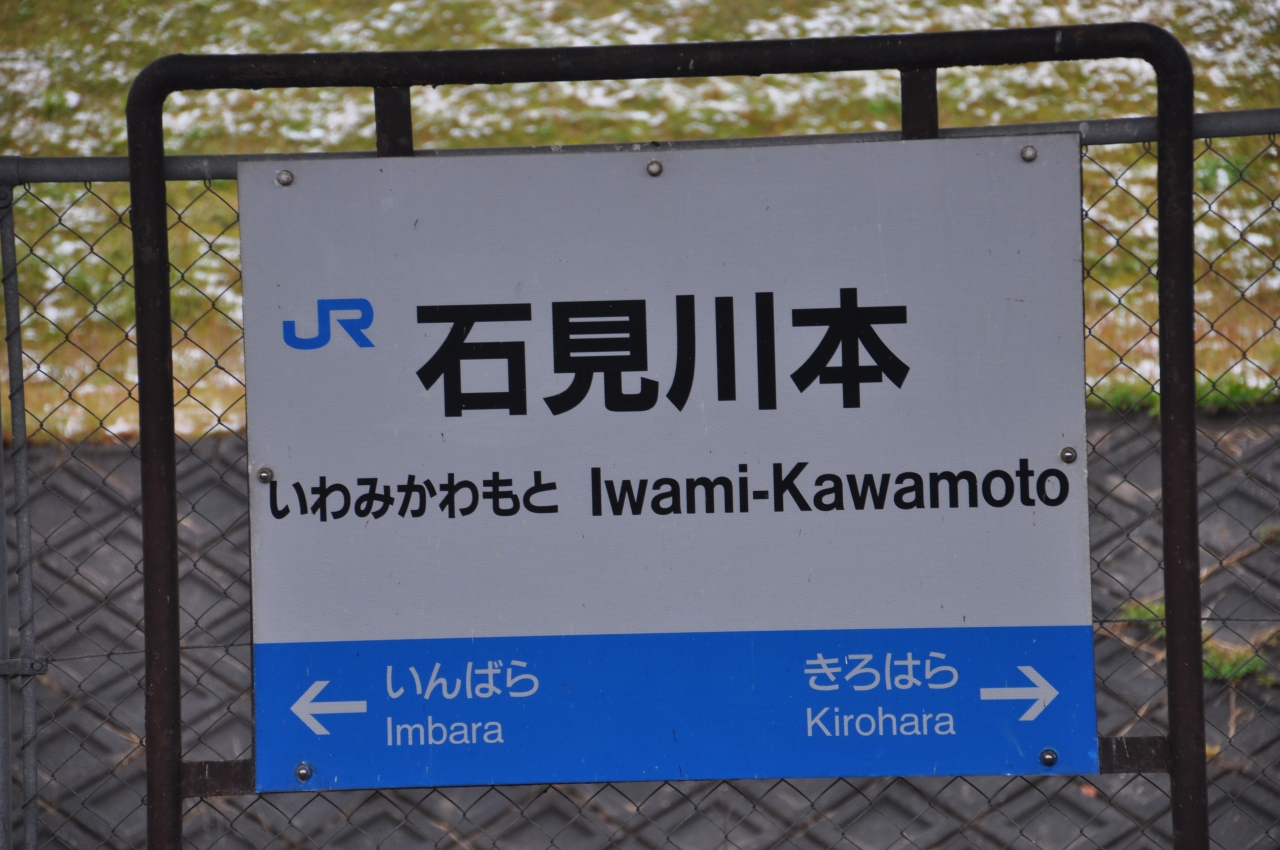 JR 石見川本
いわみかわもと Iwami-Kawamoto
← いんばら きろはら →
Imbara Kirohara